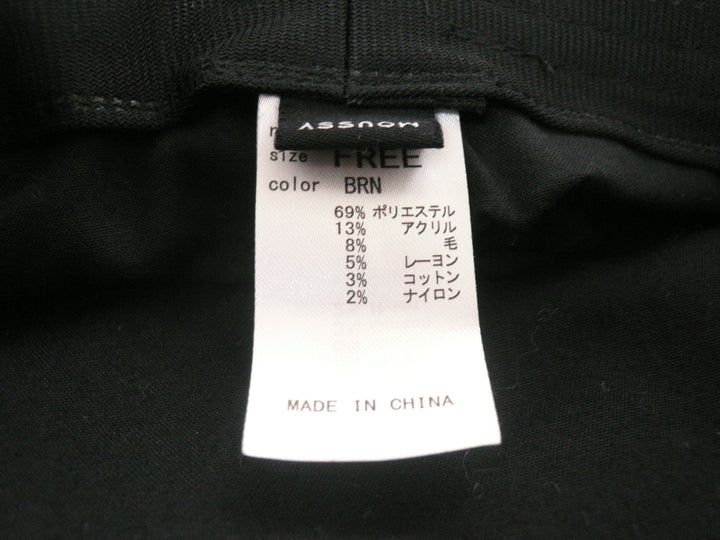 MOUSSY
size FREE
color BRN
69% ポリエステル
13% アクリル
8% 毛
5% レーヨン
3% コットン
2% ナイロン
MADE IN CHINA